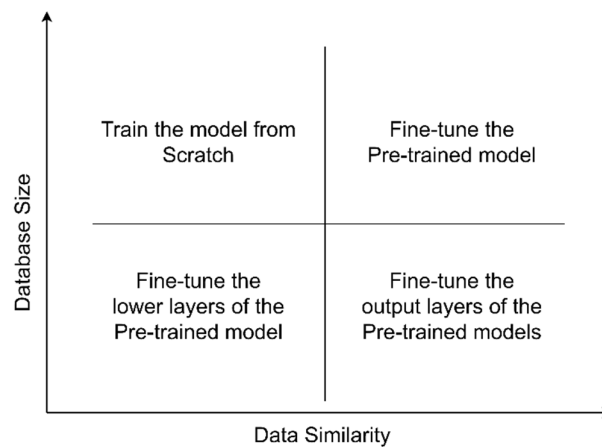 Train the model from
Scratch
Fine-tune the
Pre-trained model
Database Size
Fine-tune the
lower layers of the
Pre-trained model
Fine-tune the
output layers of the
Pre-trained models
Data Similarity